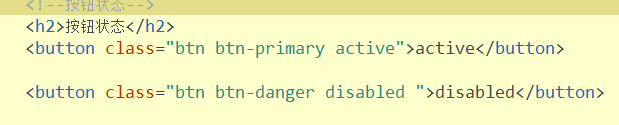 <!--按钮状态-->
<h2>按钮状态</h2>
<button class="btn btn-primary active">active</button>
<button class="btn btn-danger disabled ">disabled</button>